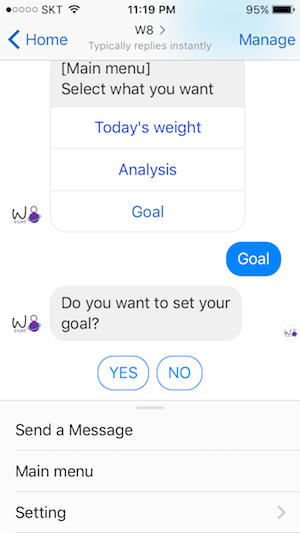 SKT 11:19 PM 95%
Home W8 Manage
Typically replies instantly
[Main menu]
Select what you want
Today's weight
Analysis
Goal
Goal
Do you want to set your
goal?
YES NO
Send a Message
Main menu
Setting